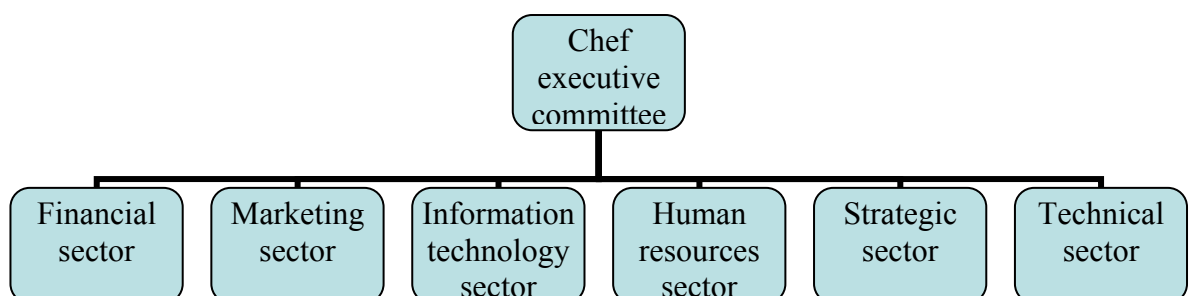 Chef
executive
committee
Financial
sector
Marketing
sector
Information
technology
sector
Human
resources
sector
Strategic
sector
Technical
sector